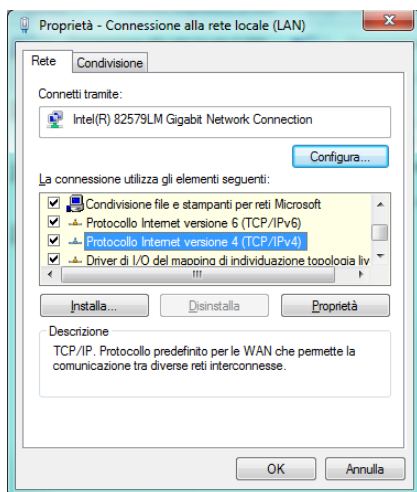 Proprietà - Connessione alla rete locale (LAN)
Rete
Condivisione
Connetti tramite:
Intel(R) 82579LM Gigabit Network Connection
Configura...
La connessione utilizza gli elementi seguenti:
Condivisione file e stampanti per reti Microsoft
Protocollo Internet versione 6 (TCP/IPv6)
Protocollo Internet versione 4 (TCP/IPv4)
Driver di I/O del mapping di individuazione topologia liv
Installa...
Disinstalla
Proprietà
Descrizione
TCP/IP. Protocollo predefinito per le WAN che permette la
comunicazione tra diverse reti interconnesse.
OK
Annulla